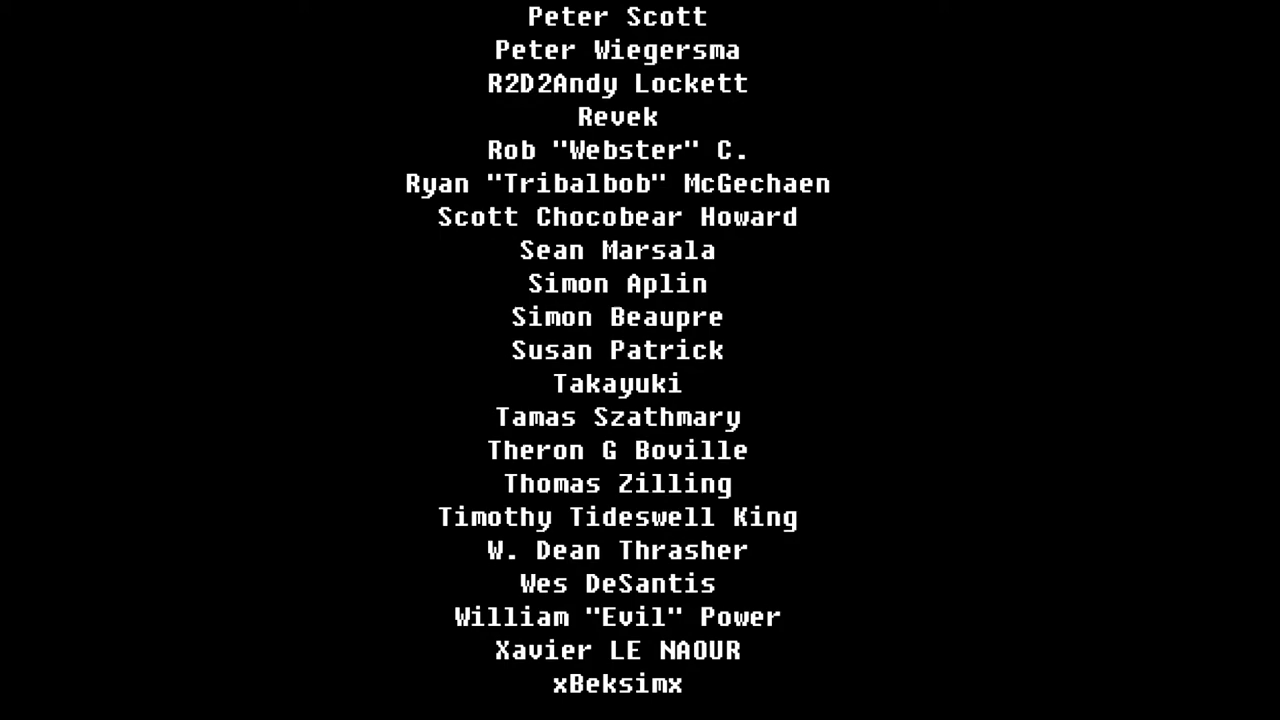 Peter Scott
Peter Wiegersma
R2D2Andy Lockett
Revek
Rob "Webster" C.
Ryan "Tribalbob" McGechaen
Scott Chocobear Howard
Sean Marsala
Simon Aplin
Simon Beaupre
Susan Patrick
Takayuki
Tamas Szathmary
Theron G Boville
Thomas Zilling
Timothy Tideswell King
W. Dean Thrasher
Wes DeSantis
William "Evil" Power
Xavier LE NAOUR
xBeksimx